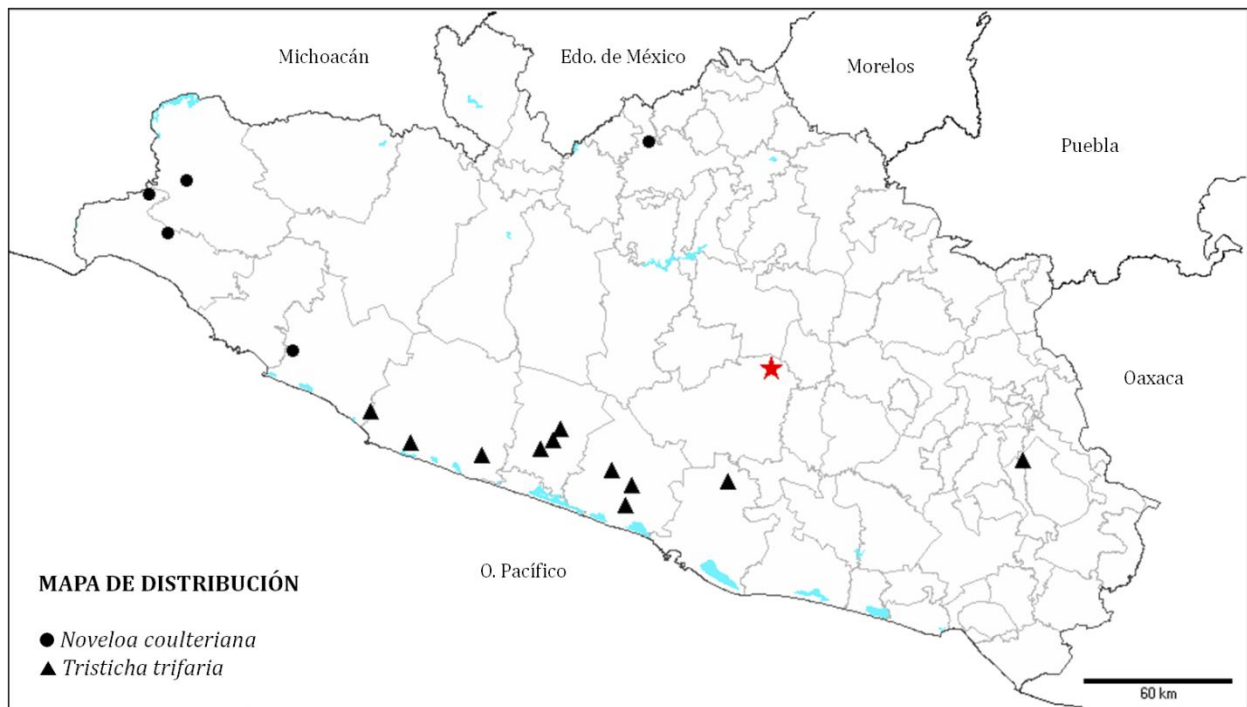 Michoacán
Edo. de México
Morelos
Puebla
Oaxaca
O. Pacífico
MAPA DE DISTRIBUCIÓN
Noveloa coulteriana
Tristicha trifaria
60 km